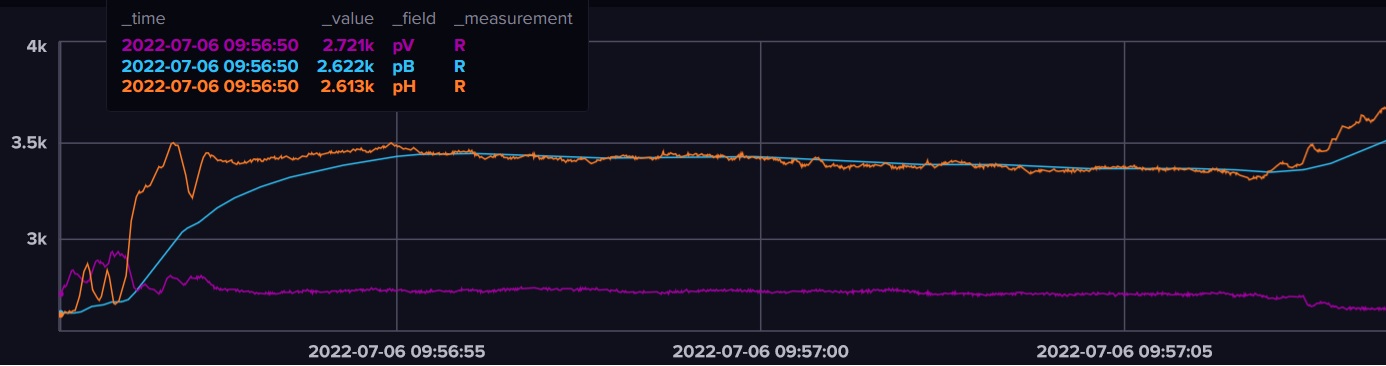 _time _value _field _measurement
2022-07-06 09:56:50 2.721k pV R
2022-07-06 09:56:50 2.622k pB R
2022-07-06 09:56:50 2.613k pH R
4k
3.5k
3k
2022-07-06 09:56:55 2022-07-06 09:57:00 2022-07-06 09:57:05